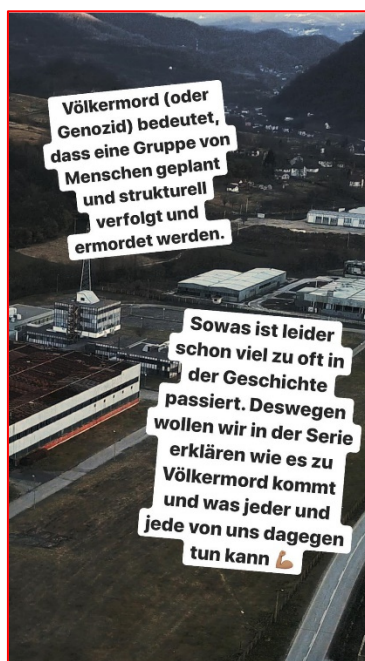 Völkermord (oder
Genozid) bedeutet,
dass eine Gruppe von
Menschen geplant
und strukturell
verfolgt und
ermordet werden.
Sowas ist leider
schon viel zu oft in
der Geschichte
passiert. Deswegen
wollen wir in der Serie
erklären wie es zu
Völkermord kommt
und was jeder und
jede von uns dagegen
tun kann 💪🏽